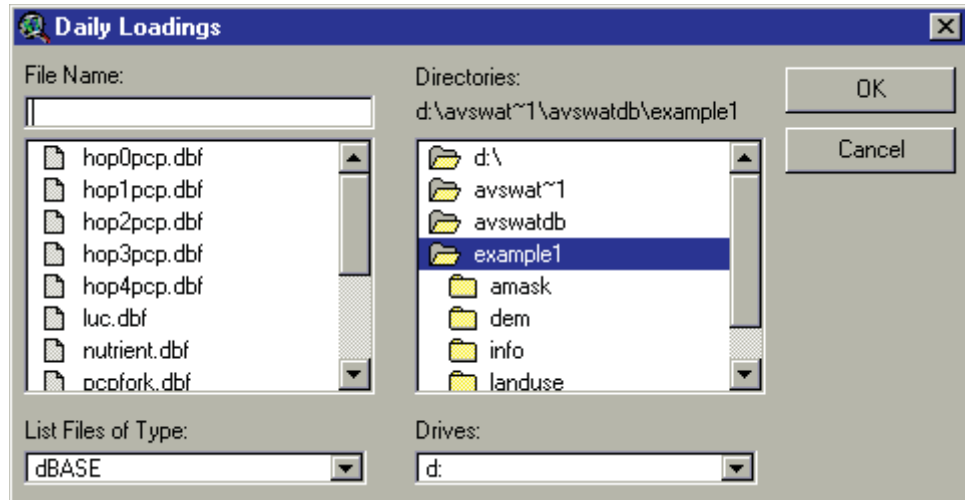 Daily Loadings
File Name:
hop0pcp.dbf
hop1pcp.dbf
hop2pcp.dbf
hop3pcp.dbf
hop4pcp.dbf
luc.dbf
nutrient.dbf
pcpfork.dbf
List Files of Type:
dBASE
Directories:
d:\avswat~1\avswatdb\example1
d:\
avswat~1
avswatdb
example1
amask
dem
info
landuse
Drives:
d:
OK
Cancel